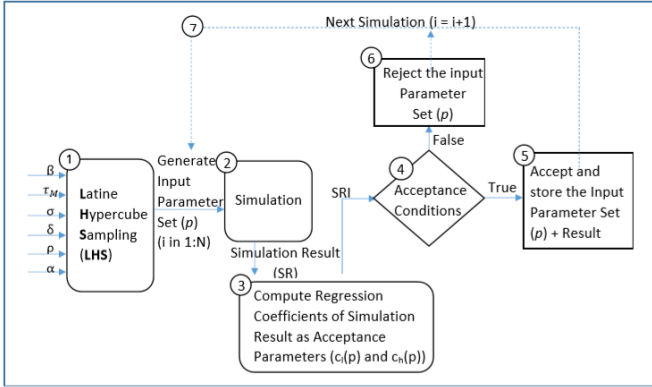 7
Next Simulation (i = i+1)
6
Reject the input
Parameter
Set (p)
False
1
β
τM
σ
δ
ρ
α
Latine
Hypercube
Sampling
(LHS)
Generate
Input
Parameter
Set (p)
(i in 1:N)
2
Simulation
Simulation Result
(SR)
SRI
4
Acceptance
Conditions
True
5
Accept and
store the Input
Parameter Set
(p) + Result
3
Compute Regression
Coefficients of Simulation
Result as Acceptance
Parameters (cl(p) and ch(p))